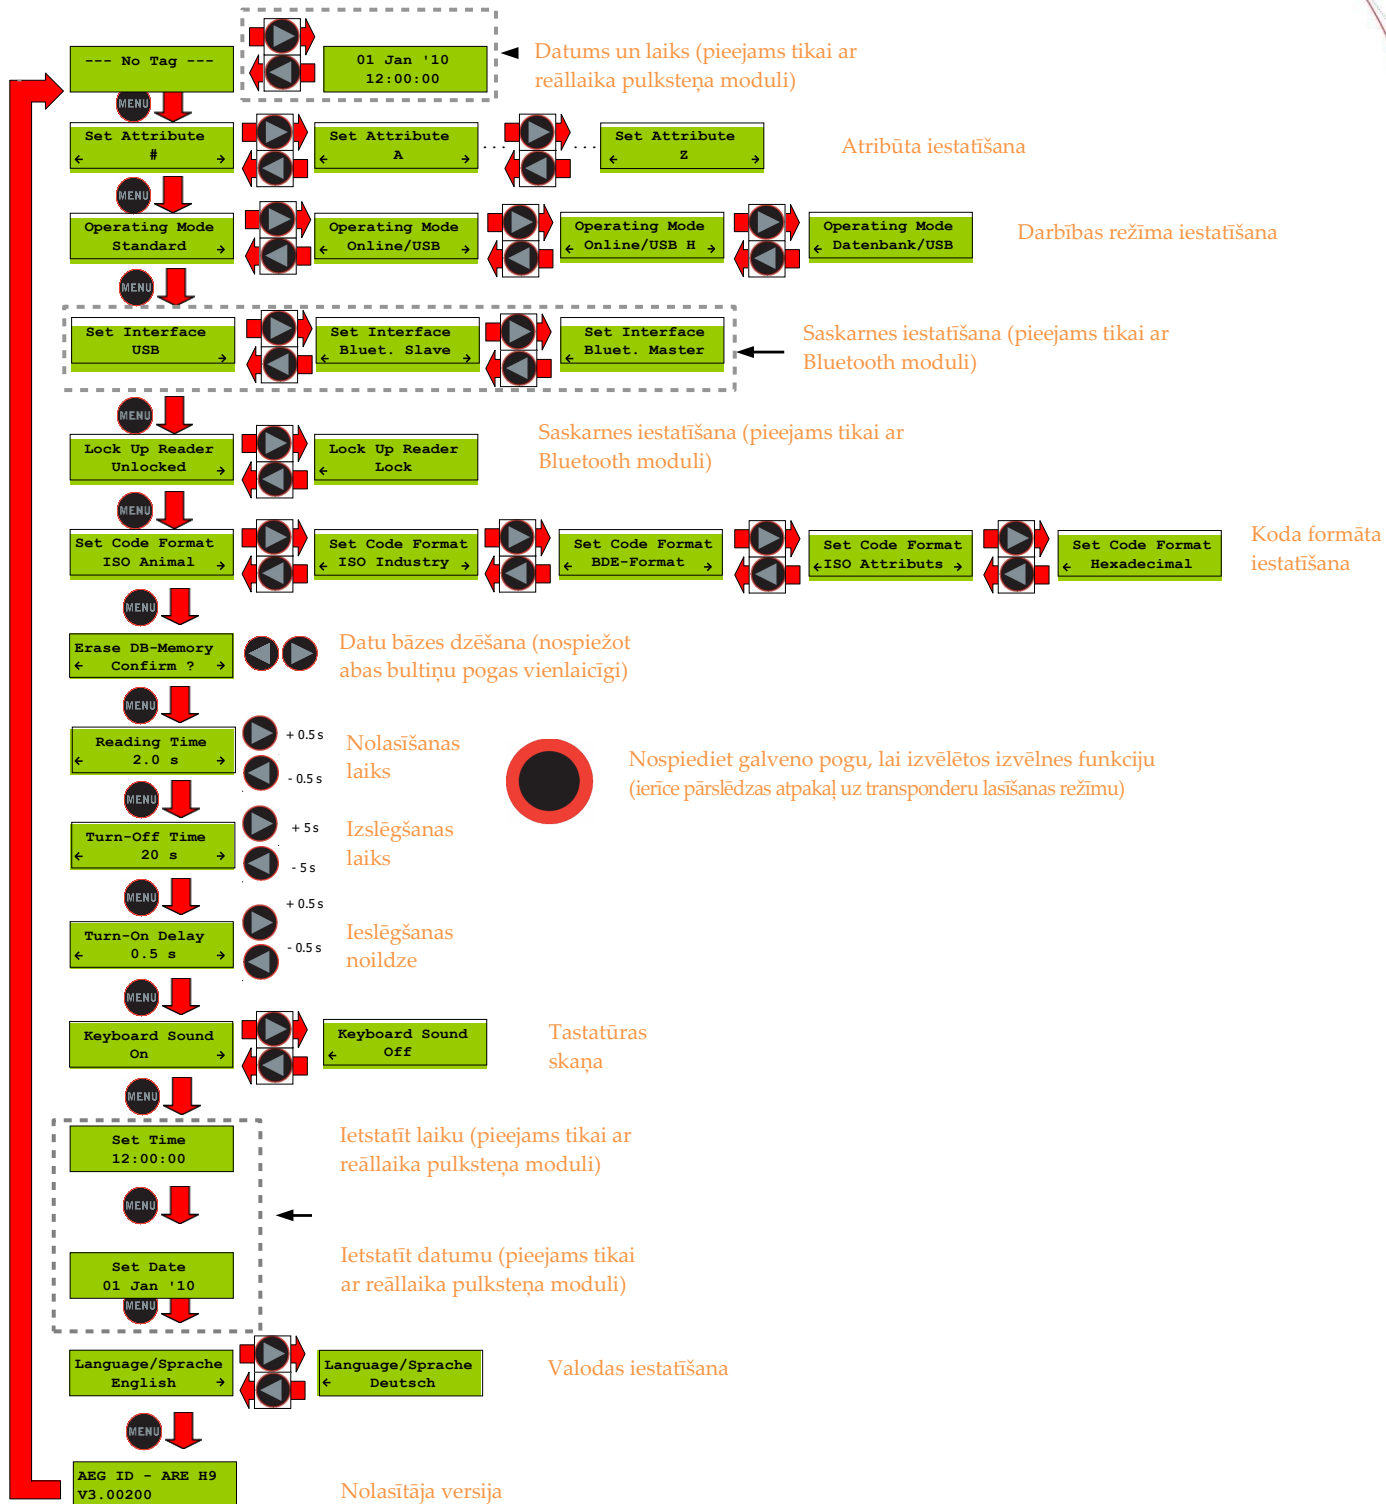 --- No Tag ---
01 Jan '10
12:00:00
Datums un laiks (pieejams tikai ar
reāllaika pulksteņa moduli)
MENU
Set Attribute
← #
Set Attribute
← A →
. . .
. . .
Set Attribute
← Z →
Atribūta iestatīšana
MENU
Operating Mode
Standard →
Operating Mode
← Online/USB →
Operating Mode
← Online/USB H →
Operating Mode
← Datenbank/USB
Darbības režīma iestatīšana
MENU
Set Interface
USB →
Set Interface
← Bluet. Slave →
Set Interface
← Bluet. Master
Saskarnes iestatīšana (pieejams tikai ar
Bluetooth moduli)
MENU
Lock Up Reader
Unlocked →
Lock Up Reader
← Lock
Saskarnes iestatīšana (pieejams tikai ar
Bluetooth moduli)
MENU
Set Code Format
ISO Animal →
Set Code Format
← ISO Industry →
Set Code Format
← BDE-Format →
Set Code Format
←ISO Attributs →
Set Code Format
← Hexadecimal
Koda formāta
iestatīšana
MENU
Erase DB-Memory
← Confirm ? →
Datu bāzes dzēšana (nospiežot
abas bultiņu pogas vienlaicīgi)
MENU
Reading Time
← 2.0 s →
+ 0.5 s
- 0.5 s
Nolasīšanas
laiks
Nospiediet galveno pogu, lai izvēlētos izvēlnes funkciju
(ierīce pārslēdzas atpakaļ uz transponderu lasīšanas režīmu)
MENU
Turn-Off Time
← 20 s →
+ 5 s
- 5 s
Izslēgšanas
laiks
MENU
Turn-On Delay
← 0.5 s →
+ 0.5 s
- 0.5 s
Ieslēgšanas
noildze
MENU
Keyboard Sound
On →
Keyboard Sound
← Off
Tastatūras
skaņa
MENU
Set Time
12:00:00
Ietstatīt laiku (pieejams tikai ar
reāllaika pulksteņa moduli)
MENU
Set Date
01 Jan '10
Ietstatīt datumu (pieejams tikai
ar reāllaika pulksteņa moduli)
MENU
Language/Sprache
English →
Language/Sprache
← Deutsch
Valodas iestatīšana
MENU
AEG ID - ARE H9
V3.00200
Nolasītāja versija